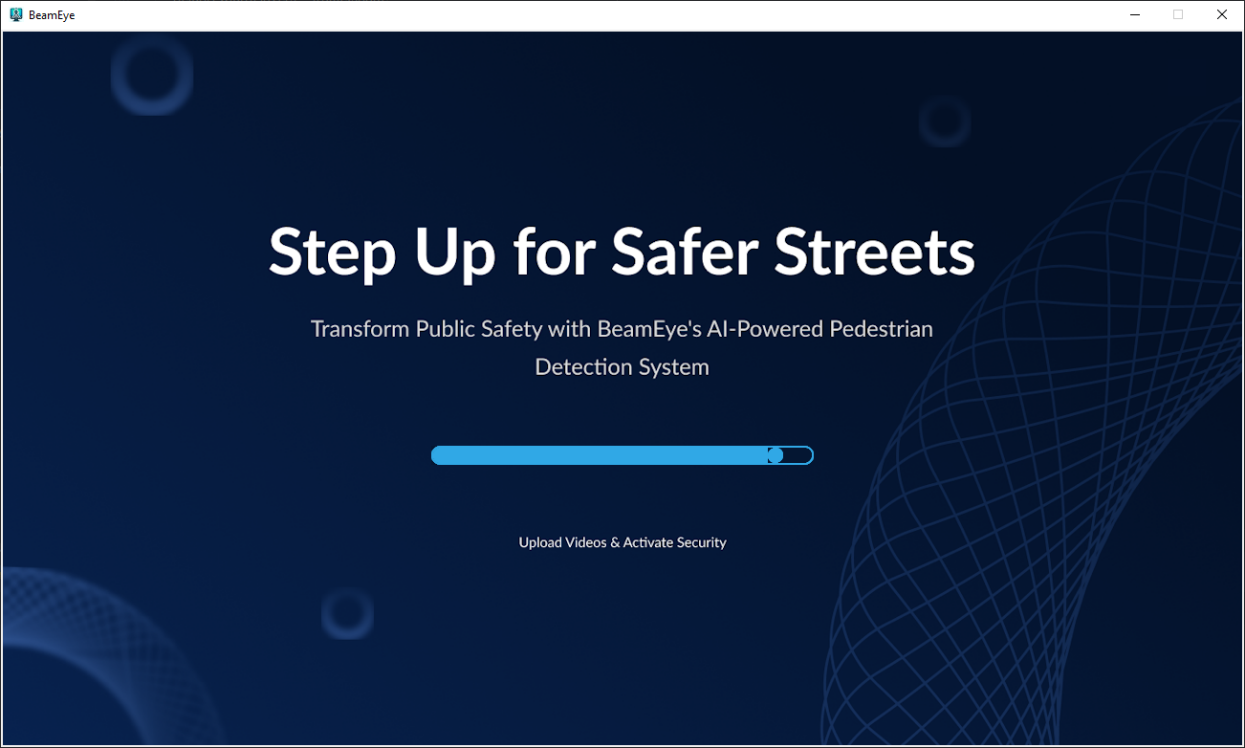 BeamEye
Step Up for Safer Streets
Transform Public Safety with BeamEye's AI-Powered Pedestrian
Detection System
Upload Videos & Activate Security